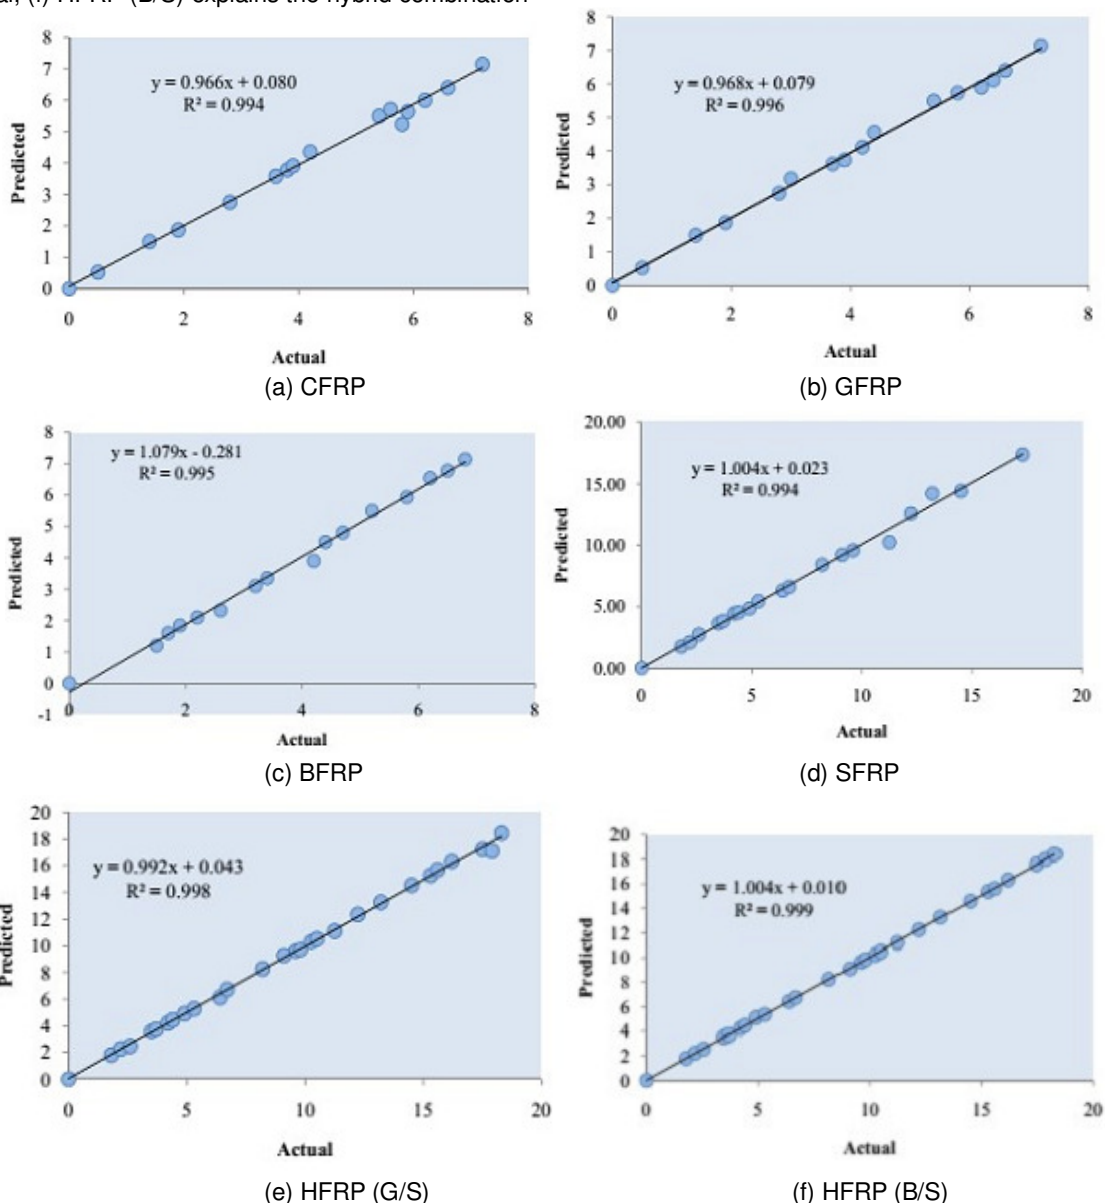 (f) HFRP (B/S) explains the hybrid combination
8
7
6
5
4
3
2
1
0
y = 0.966x + 0.080
R² = 0.994
Predicted
0 2 4 6 8
Actual
(a) CFRP
8
7
6
5
4
3
2
1
0
y = 0.968x + 0.079
R² = 0.996
Predicted
0 2 4 6 8
Actual
(b) GFRP
8
7
6
5
4
3
2
1
0
-1
y = 1.079x - 0.281
R² = 0.995
Predicted
0 2 4 6 8
Actual
(c) BFRP
20.00
15.00
10.00
5.00
0.00
y = 1.004x + 0.023
R² = 0.994
Predicted
0 5 10 15 20
Actual
(d) SFRP
20
18
16
14
12
10
8
6
4
2
0
y = 0.992x + 0.043
R² = 0.998
Predicted
0 5 10 15 20
Actual
(e) HFRP (G/S)
20
18
16
14
12
10
8
6
4
2
0
y = 1.004x + 0.010
R² = 0.999
Predicted
0 5 10 15 20
Actual
(f) HFRP (B/S)